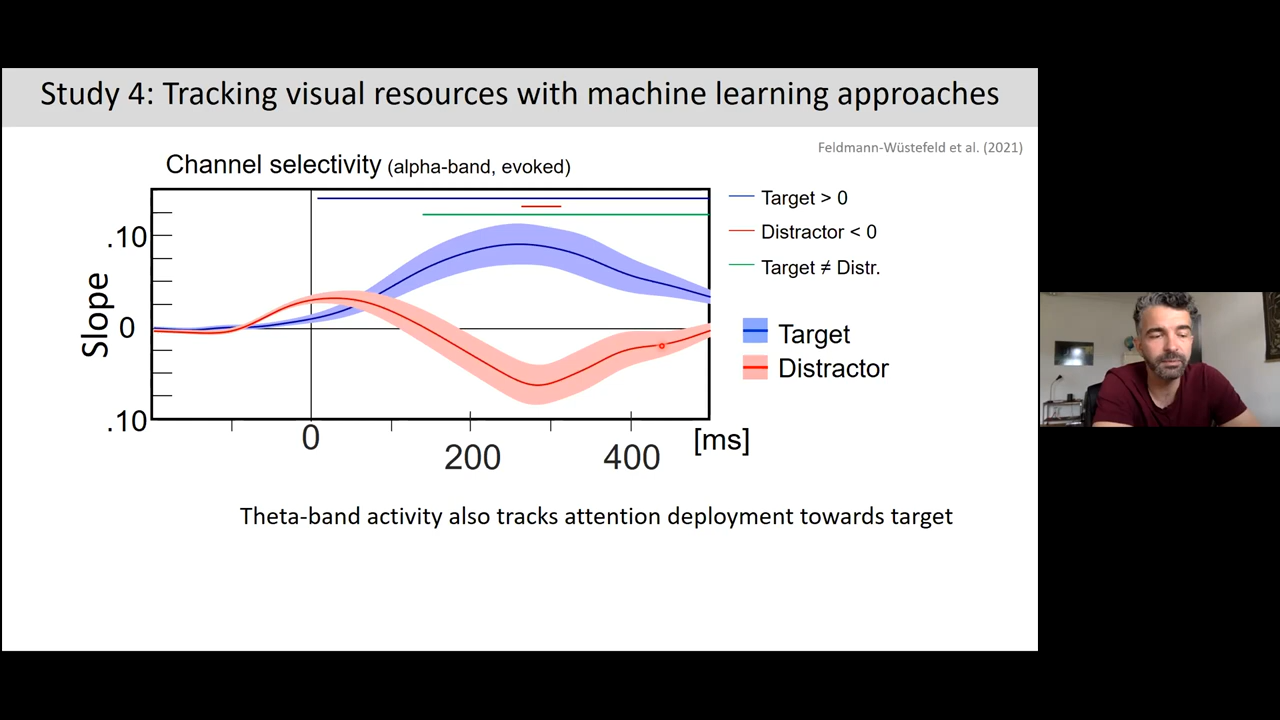 Study 4: Tracking visual resources with machine learning approaches
Feldmann-Wüstefeld et al. (2021)
Channel selectivity (alpha-band, evoked)
Target > 0
Distractor < 0
Target ≠ Distr.
Target
Distractor
Slope
.10
0
.10
0
200
400
[ms]
Theta-band activity also tracks attention deployment towards target